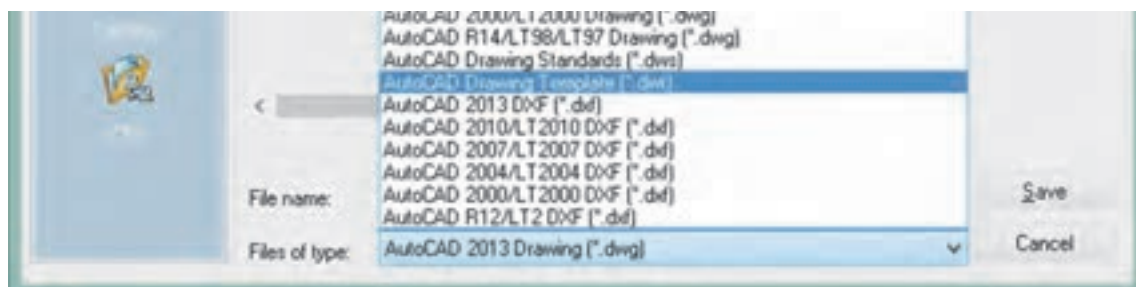 AutoCAD 2000/LT2000 Drawing (*.dwg)
AutoCAD R14/LT98/LT97 Drawing (*.dwg)
AutoCAD Drawing Standards (*.dws)
AutoCAD Drawing Template (*.dwt)
<
AutoCAD 2013 DXF (*.dxf)
AutoCAD 2010/LT2010 DXF (*.dxf)
AutoCAD 2007/LT2007 DXF (*.dxf)
AutoCAD 2004/LT2004 DXF (*.dxf)
File name:
AutoCAD 2000/LT2000 DXF (*.dxf)
Save
AutoCAD R12/LT2 DXF (*.dxf)
Files of type:
AutoCAD 2013 Drawing (*.dwg)
Cancel